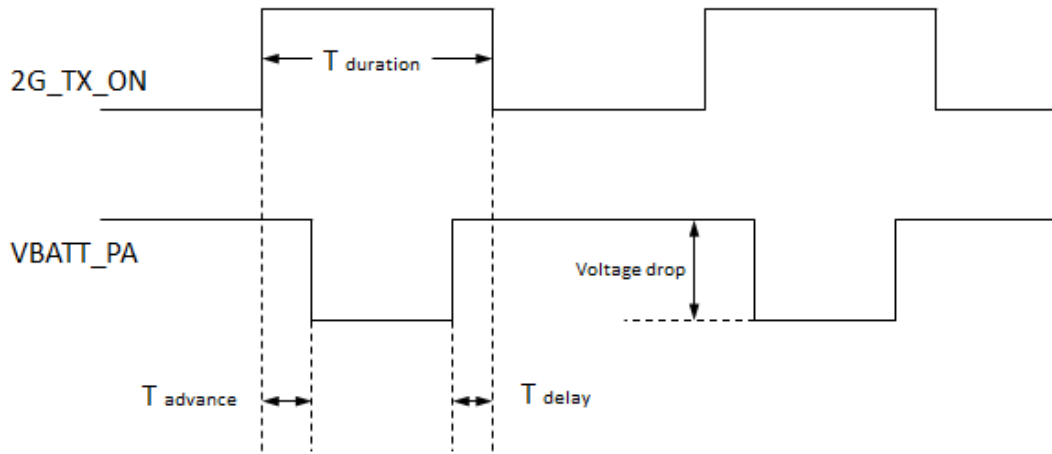 T duration
2G_TX_ON
VBATT_PA
Voltage drop
T advance
T delay